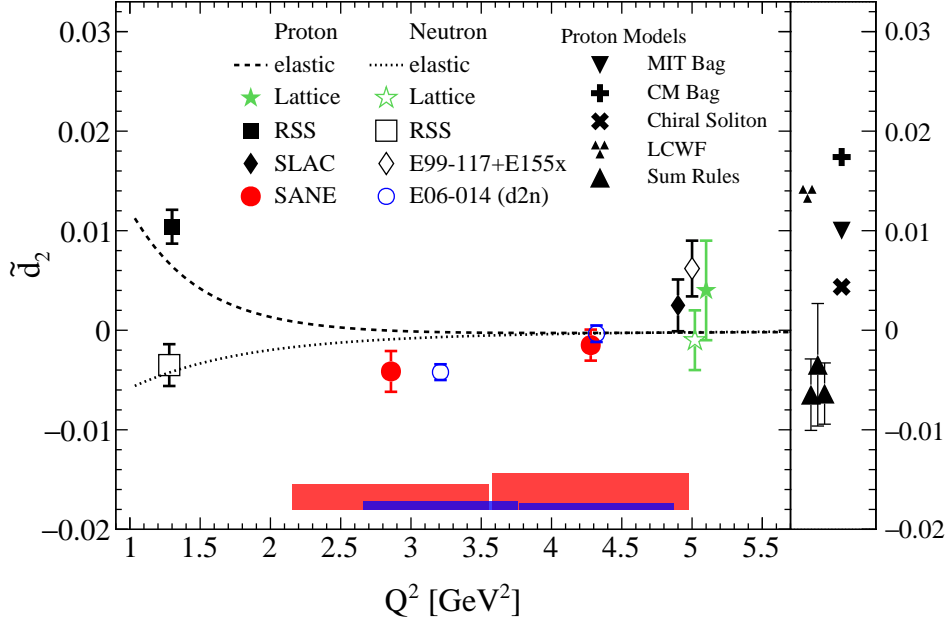 0.03
0.02
0.01
0
−0.01
−0.02
d̃₂
Proton
elastic
Lattice
RSS
SLAC
SANE
Neutron
elastic
Lattice
RSS
E99-117+E155x
E06-014 (d2n)
Proton Models
MIT Bag
CM Bag
Chiral Soliton
LCWF
Sum Rules
0.03
0.02
0.01
0
−0.01
−0.02
1 1.5 2 2.5 3 3.5 4 4.5 5 5.5
Q² [GeV²]